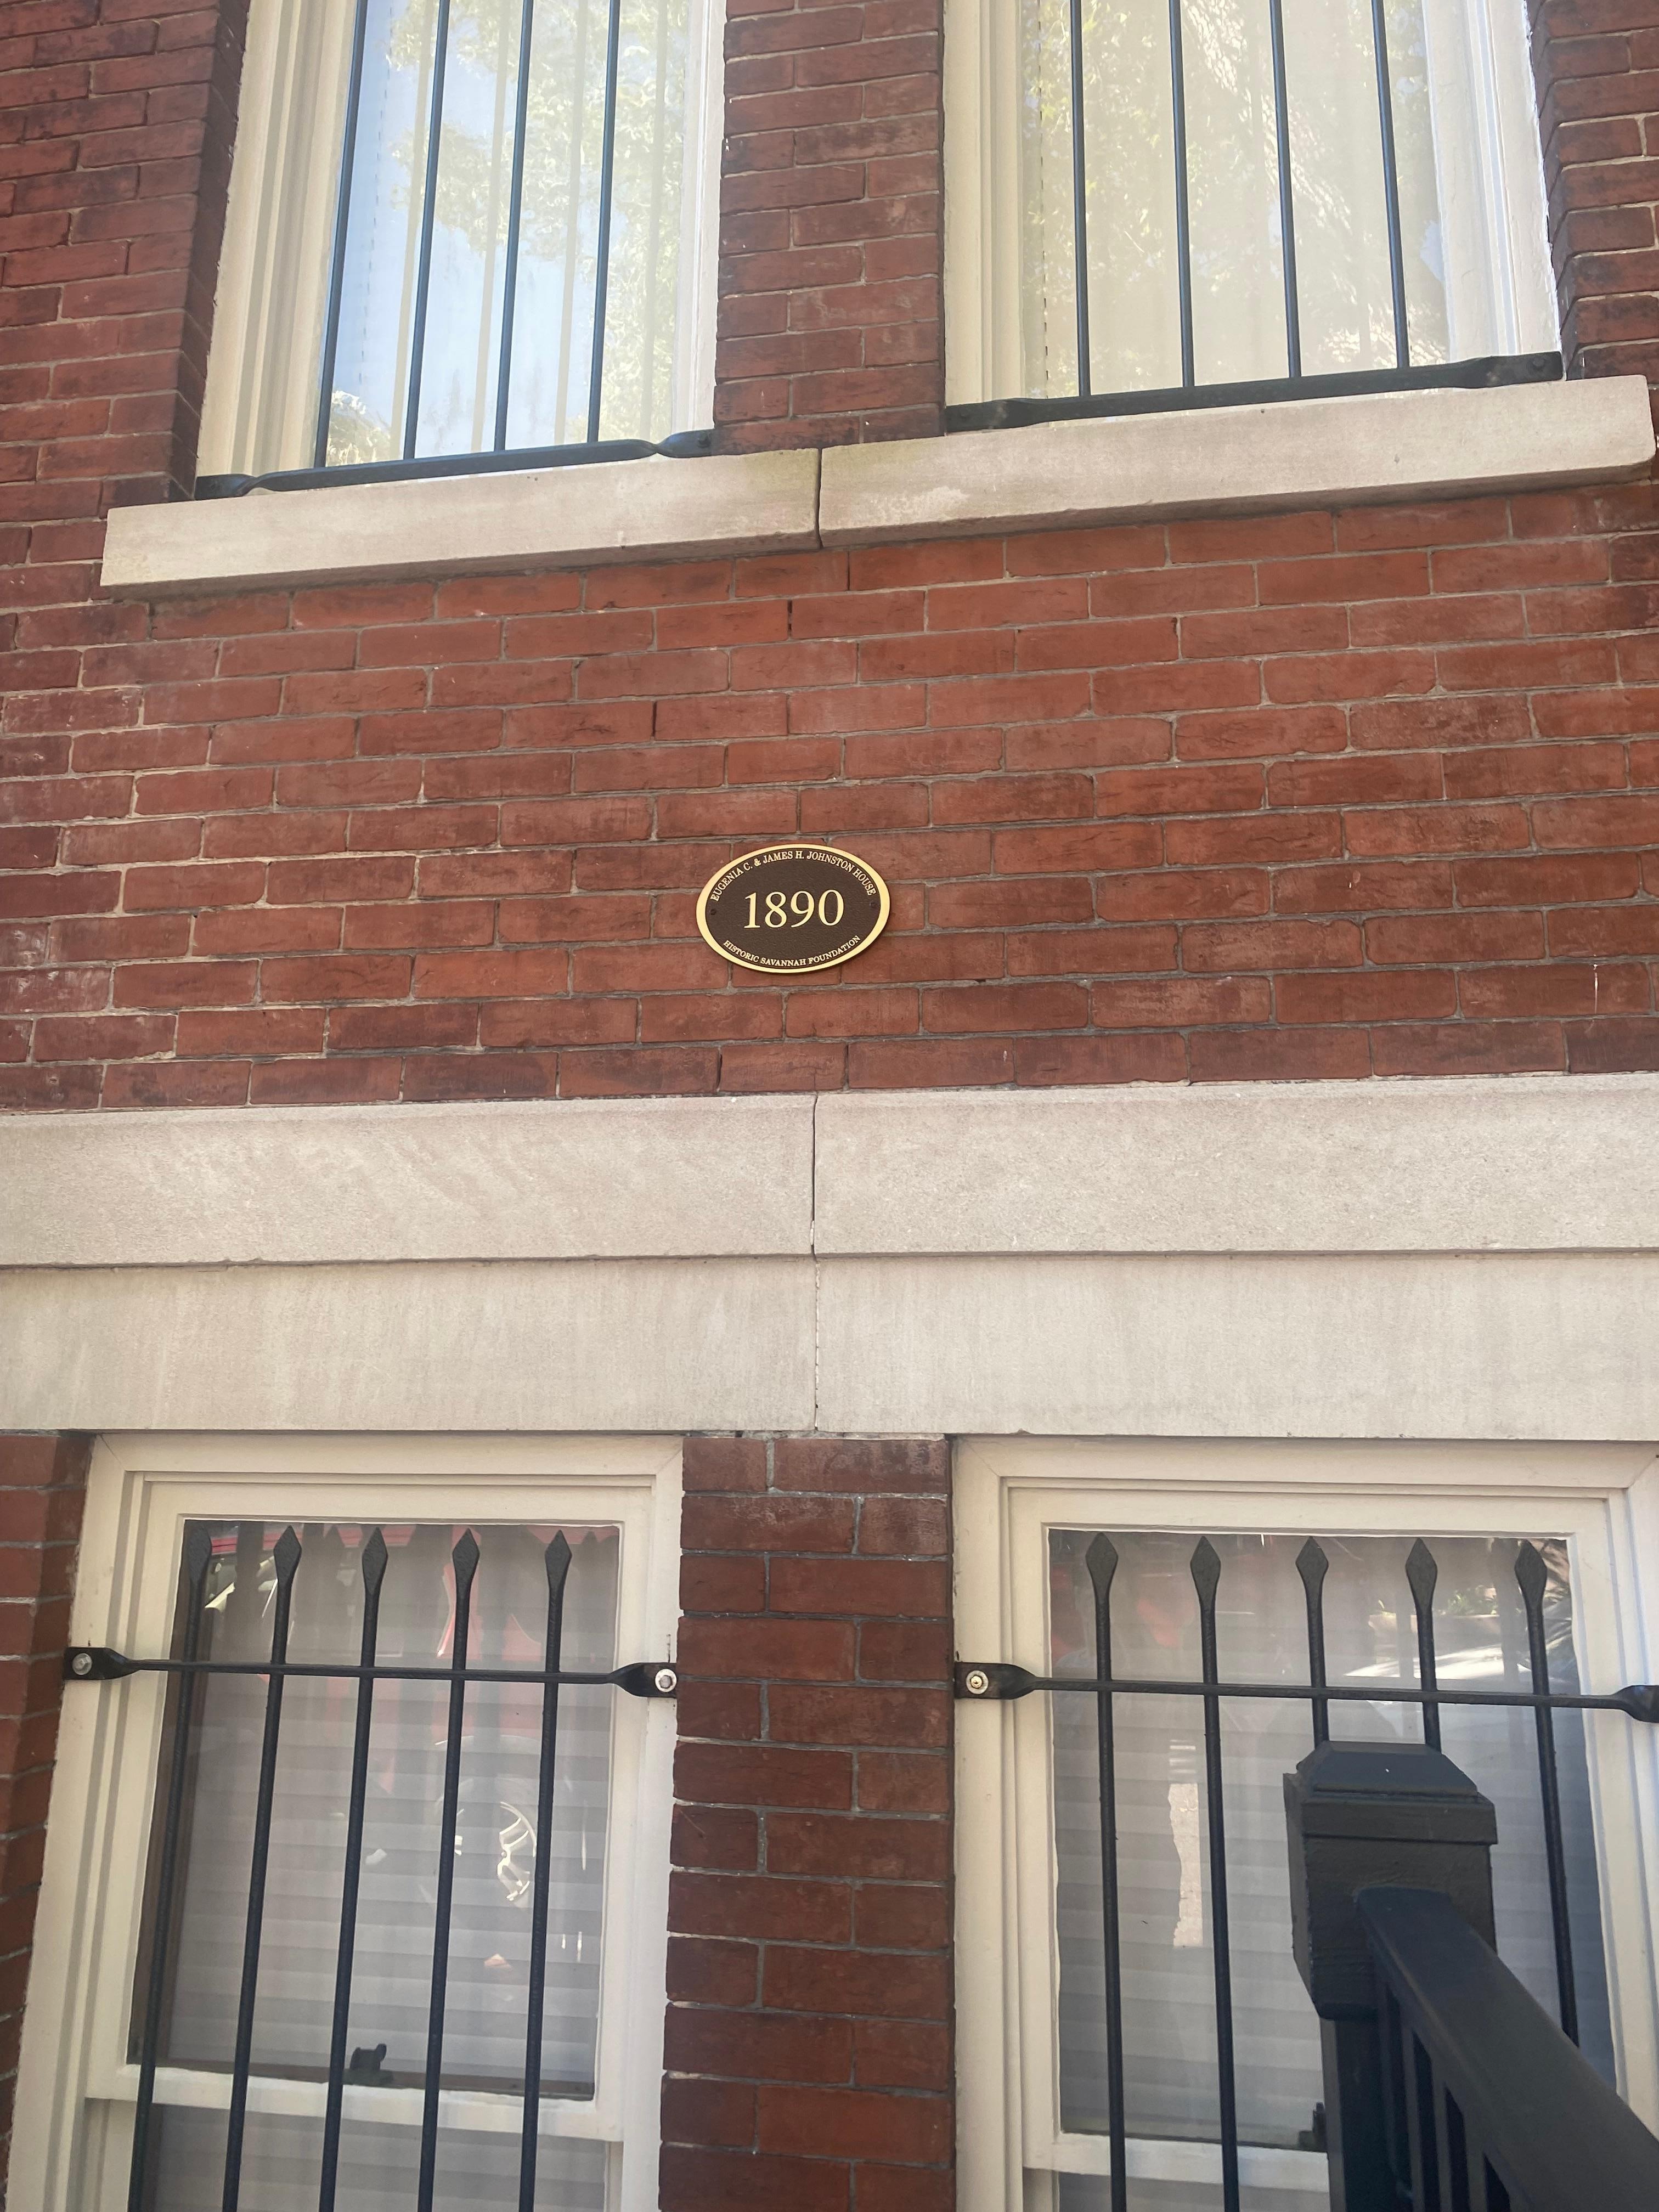 EUGENIA C. & JAMES H. JOHNSTON HOUSE
1890
HISTORIC SAVANNAH FOUNDATION